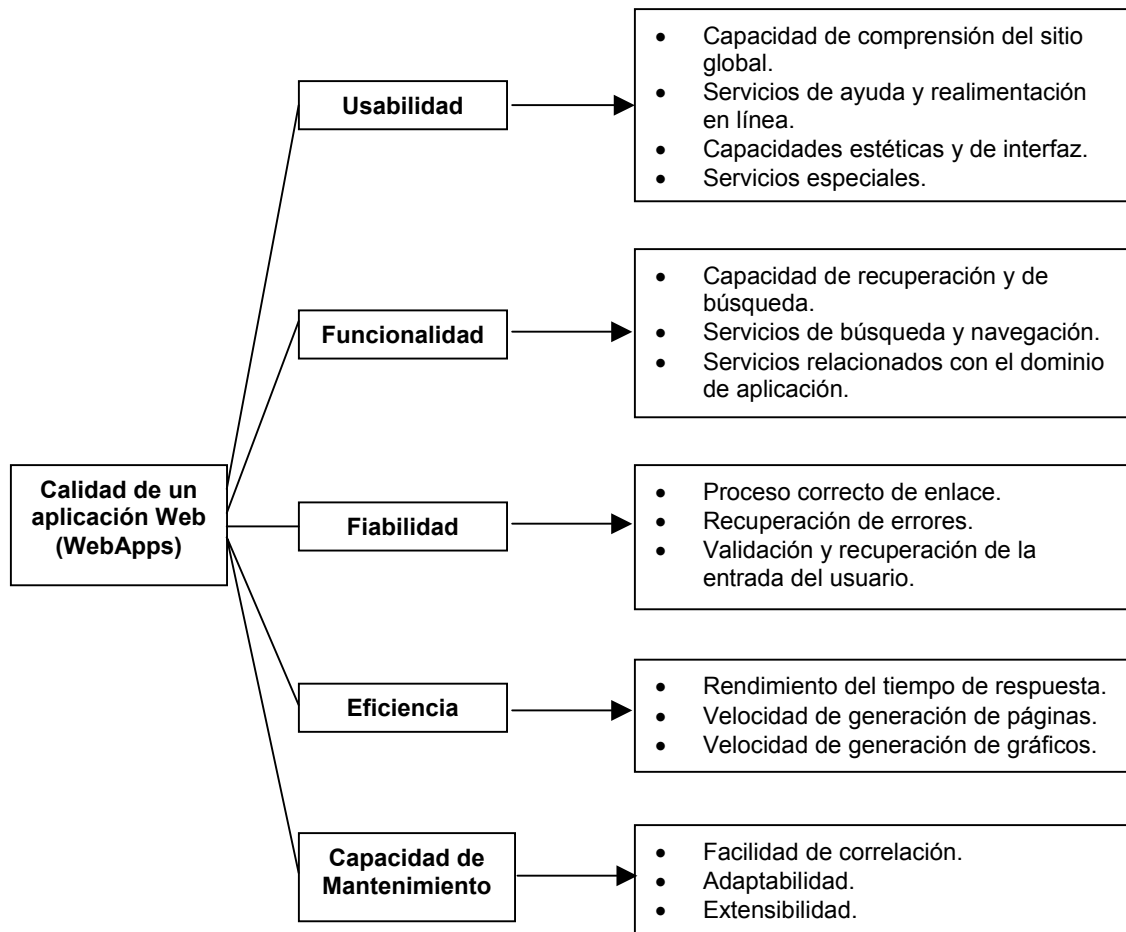 Calidad de un
aplicación Web
(WebApps)
Usabilidad
• Capacidad de comprensión del sitio
global.
• Servicios de ayuda y realimentación
en línea.
• Capacidades estéticas y de interfaz.
• Servicios especiales.
Funcionalidad
• Capacidad de recuperación y de
búsqueda.
• Servicios de búsqueda y navegación.
• Servicios relacionados con el dominio
de aplicación.
Fiabilidad
• Proceso correcto de enlace.
• Recuperación de errores.
• Validación y recuperación de la
entrada del usuario.
Eficiencia
• Rendimiento del tiempo de respuesta.
• Velocidad de generación de páginas.
• Velocidad de generación de gráficos.
Capacidad de
Mantenimiento
• Facilidad de correlación.
• Adaptabilidad.
• Extensibilidad.